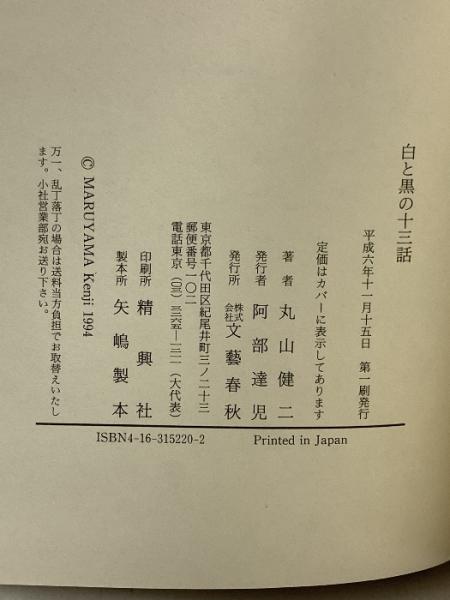 白と黒の十三話
平成六年十一月十五日　第一刷発行
定価はカバーに表示してあります
著者　丸山健二
発行者　阿部達児
発行所　株式会社文藝春秋
東京都千代田区紀尾井町三ノ二十三
郵便番号一〇二
電話東京（〇三）三二六五―一二一一（大代表）
印刷所　精興社
製本所　矢嶋製本
© MARUYAMA Kenji 1994
万一、乱丁落丁の場合は送料当方負担でお取替えいたし
ます。小社営業部宛お送り下さい。
ISBN4-16-315220-2　Printed in Japan